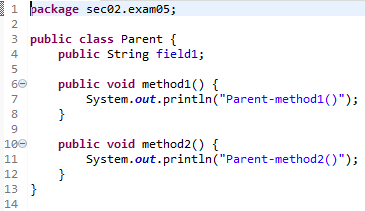 1 package sec02.exam05;
2
3 public class Parent {
4     public String field1;
5
6     public void method1() {
7         System.out.println("Parent-method1()");
8     }
9
10     public void method2() {
11         System.out.println("Parent-method2()");
12     }
13 }
14